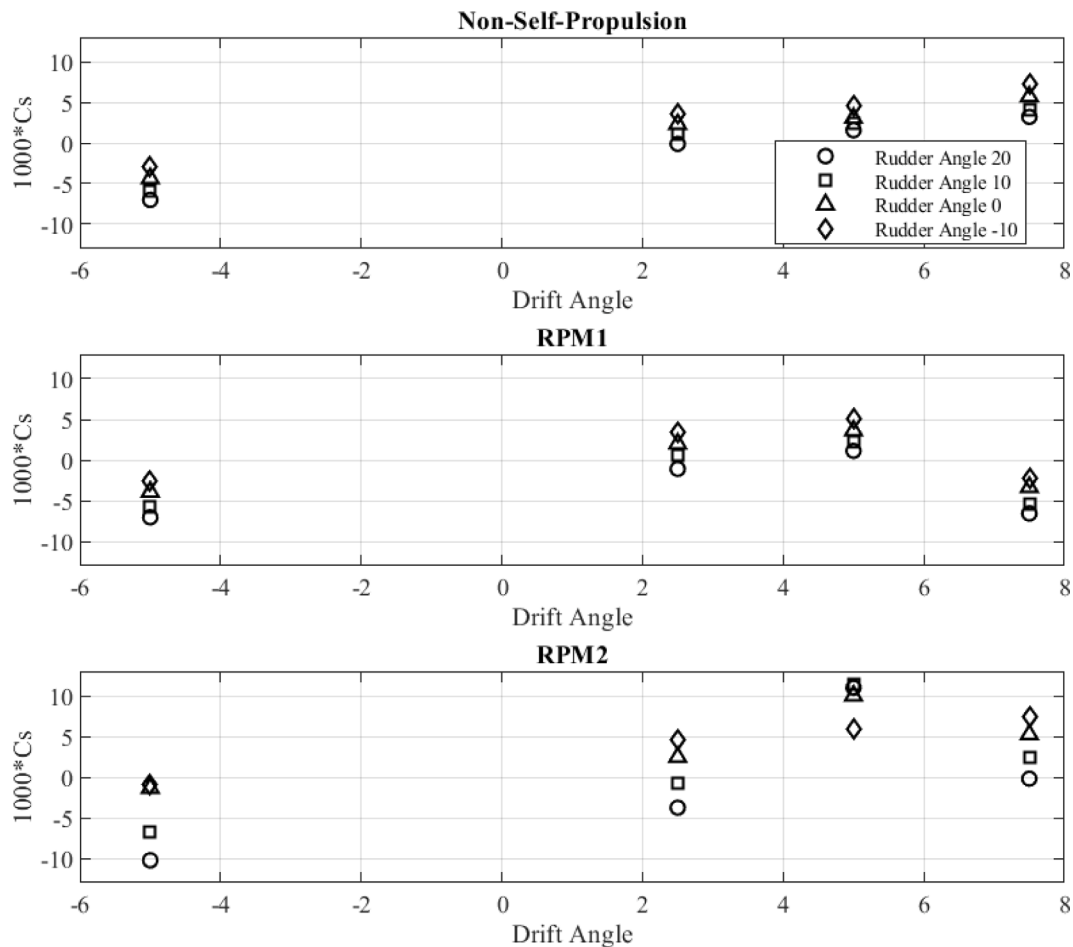 Non-Self-Propulsion
10
5
0
-5
-10
1000*Cs
Rudder Angle 20
Rudder Angle 10
Rudder Angle 0
Rudder Angle -10
-6 -4 -2 0 2 4 6 8
Drift Angle
RPM1
10
5
0
-5
-10
1000*Cs
-6 -4 -2 0 2 4 6 8
Drift Angle
RPM2
10
5
0
-5
-10
1000*Cs
-6 -4 -2 0 2 4 6 8
Drift Angle